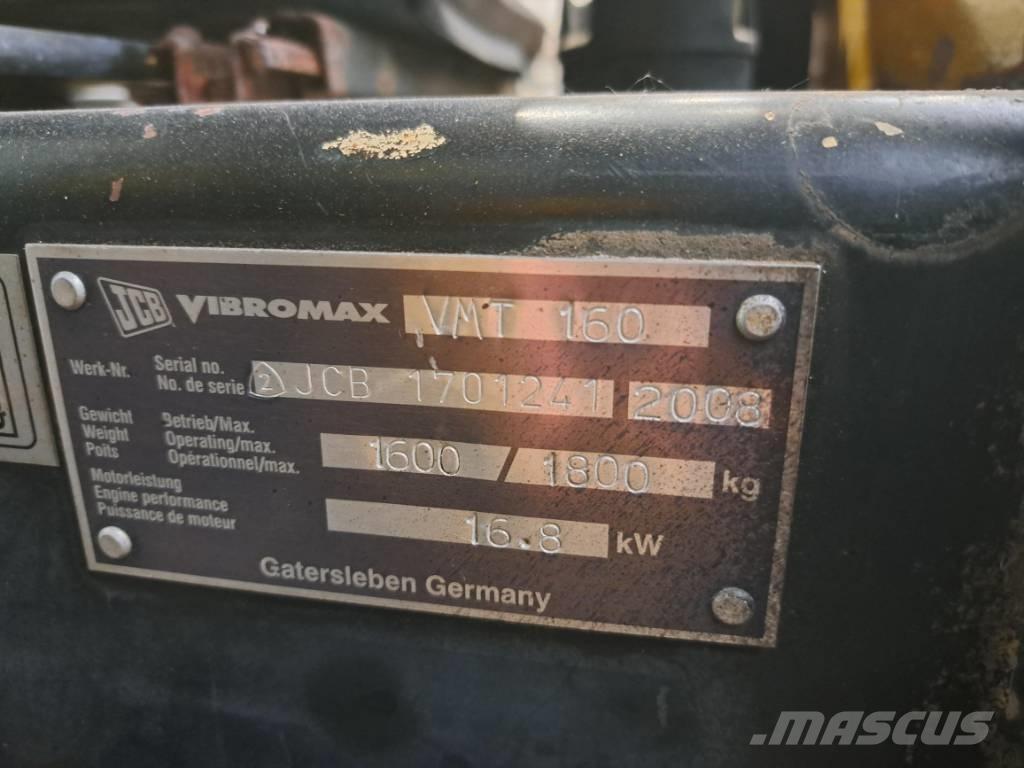 JCB VIBROMAX VMT 160
Werk-Nr. Serial no.
No. de serie 2 JCB 1701241 2008
Gewicht Betrieb/Max.
Weight Operating/max.
Poits Opérationnel/max.
1600 / 1800 kg
Motorleistung
Engine performance
Puissance de moteur
16.8 kW
Gatersleben Germany
MASCUS